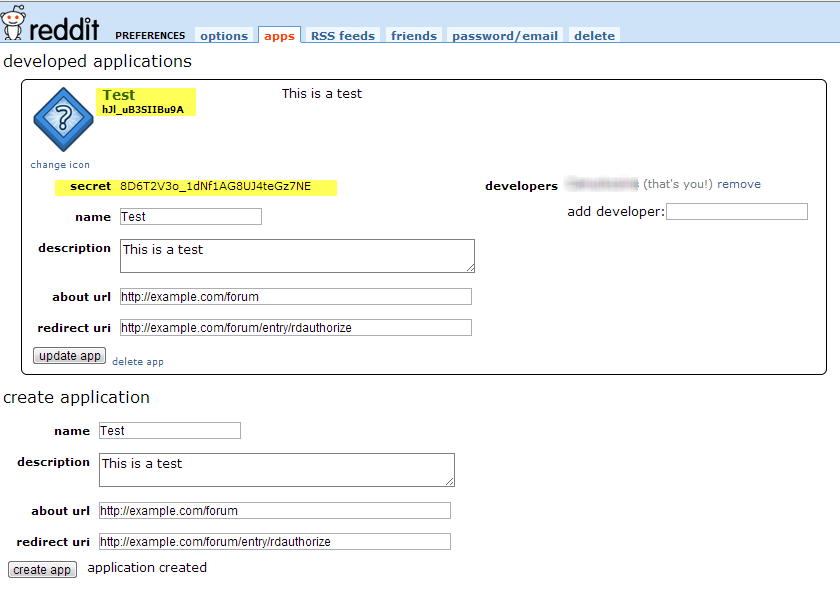 reddit PREFERENCES options apps RSS feeds friends password/email delete
developed applications
Test
hJl_uB3SIIBu9A
This is a test
change icon
secret 8D6T2V3o_1dNf1AG8UJ4teGz7NE
developers (that's you!) remove
name Test
add developer:
description This is a test
about url http://example.com/forum
redirect uri http://example.com/forum/entry/rdauthorize
update app delete app
create application
name Test
description This is a test
about url http://example.com/forum
redirect uri http://example.com/forum/entry/rdauthorize
create app application created